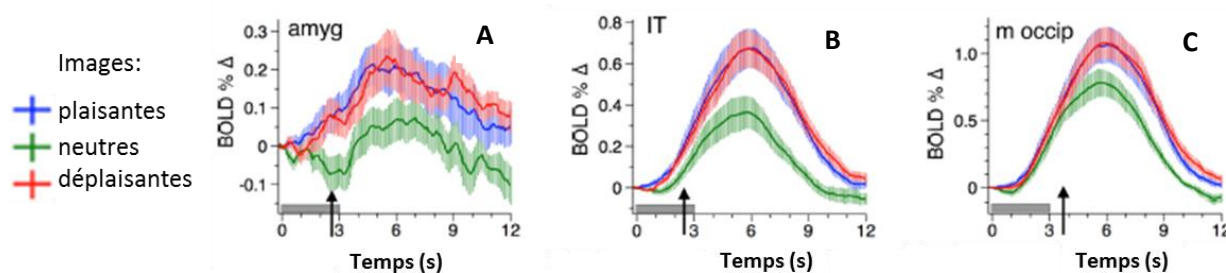 Images:
plaisantes
neutres
déplaisantes
amyg
A
BOLD % Δ
0.3
0.2
0.1
0
-0.1
0 3 6 9 12
Temps (s)
IT
B
BOLD % Δ
0.8
0.6
0.4
0.2
0
0 3 6 9 12
Temps (s)
m occip
C
BOLD % Δ
1.0
0.5
0
0 3 6 9 12
Temps (s)